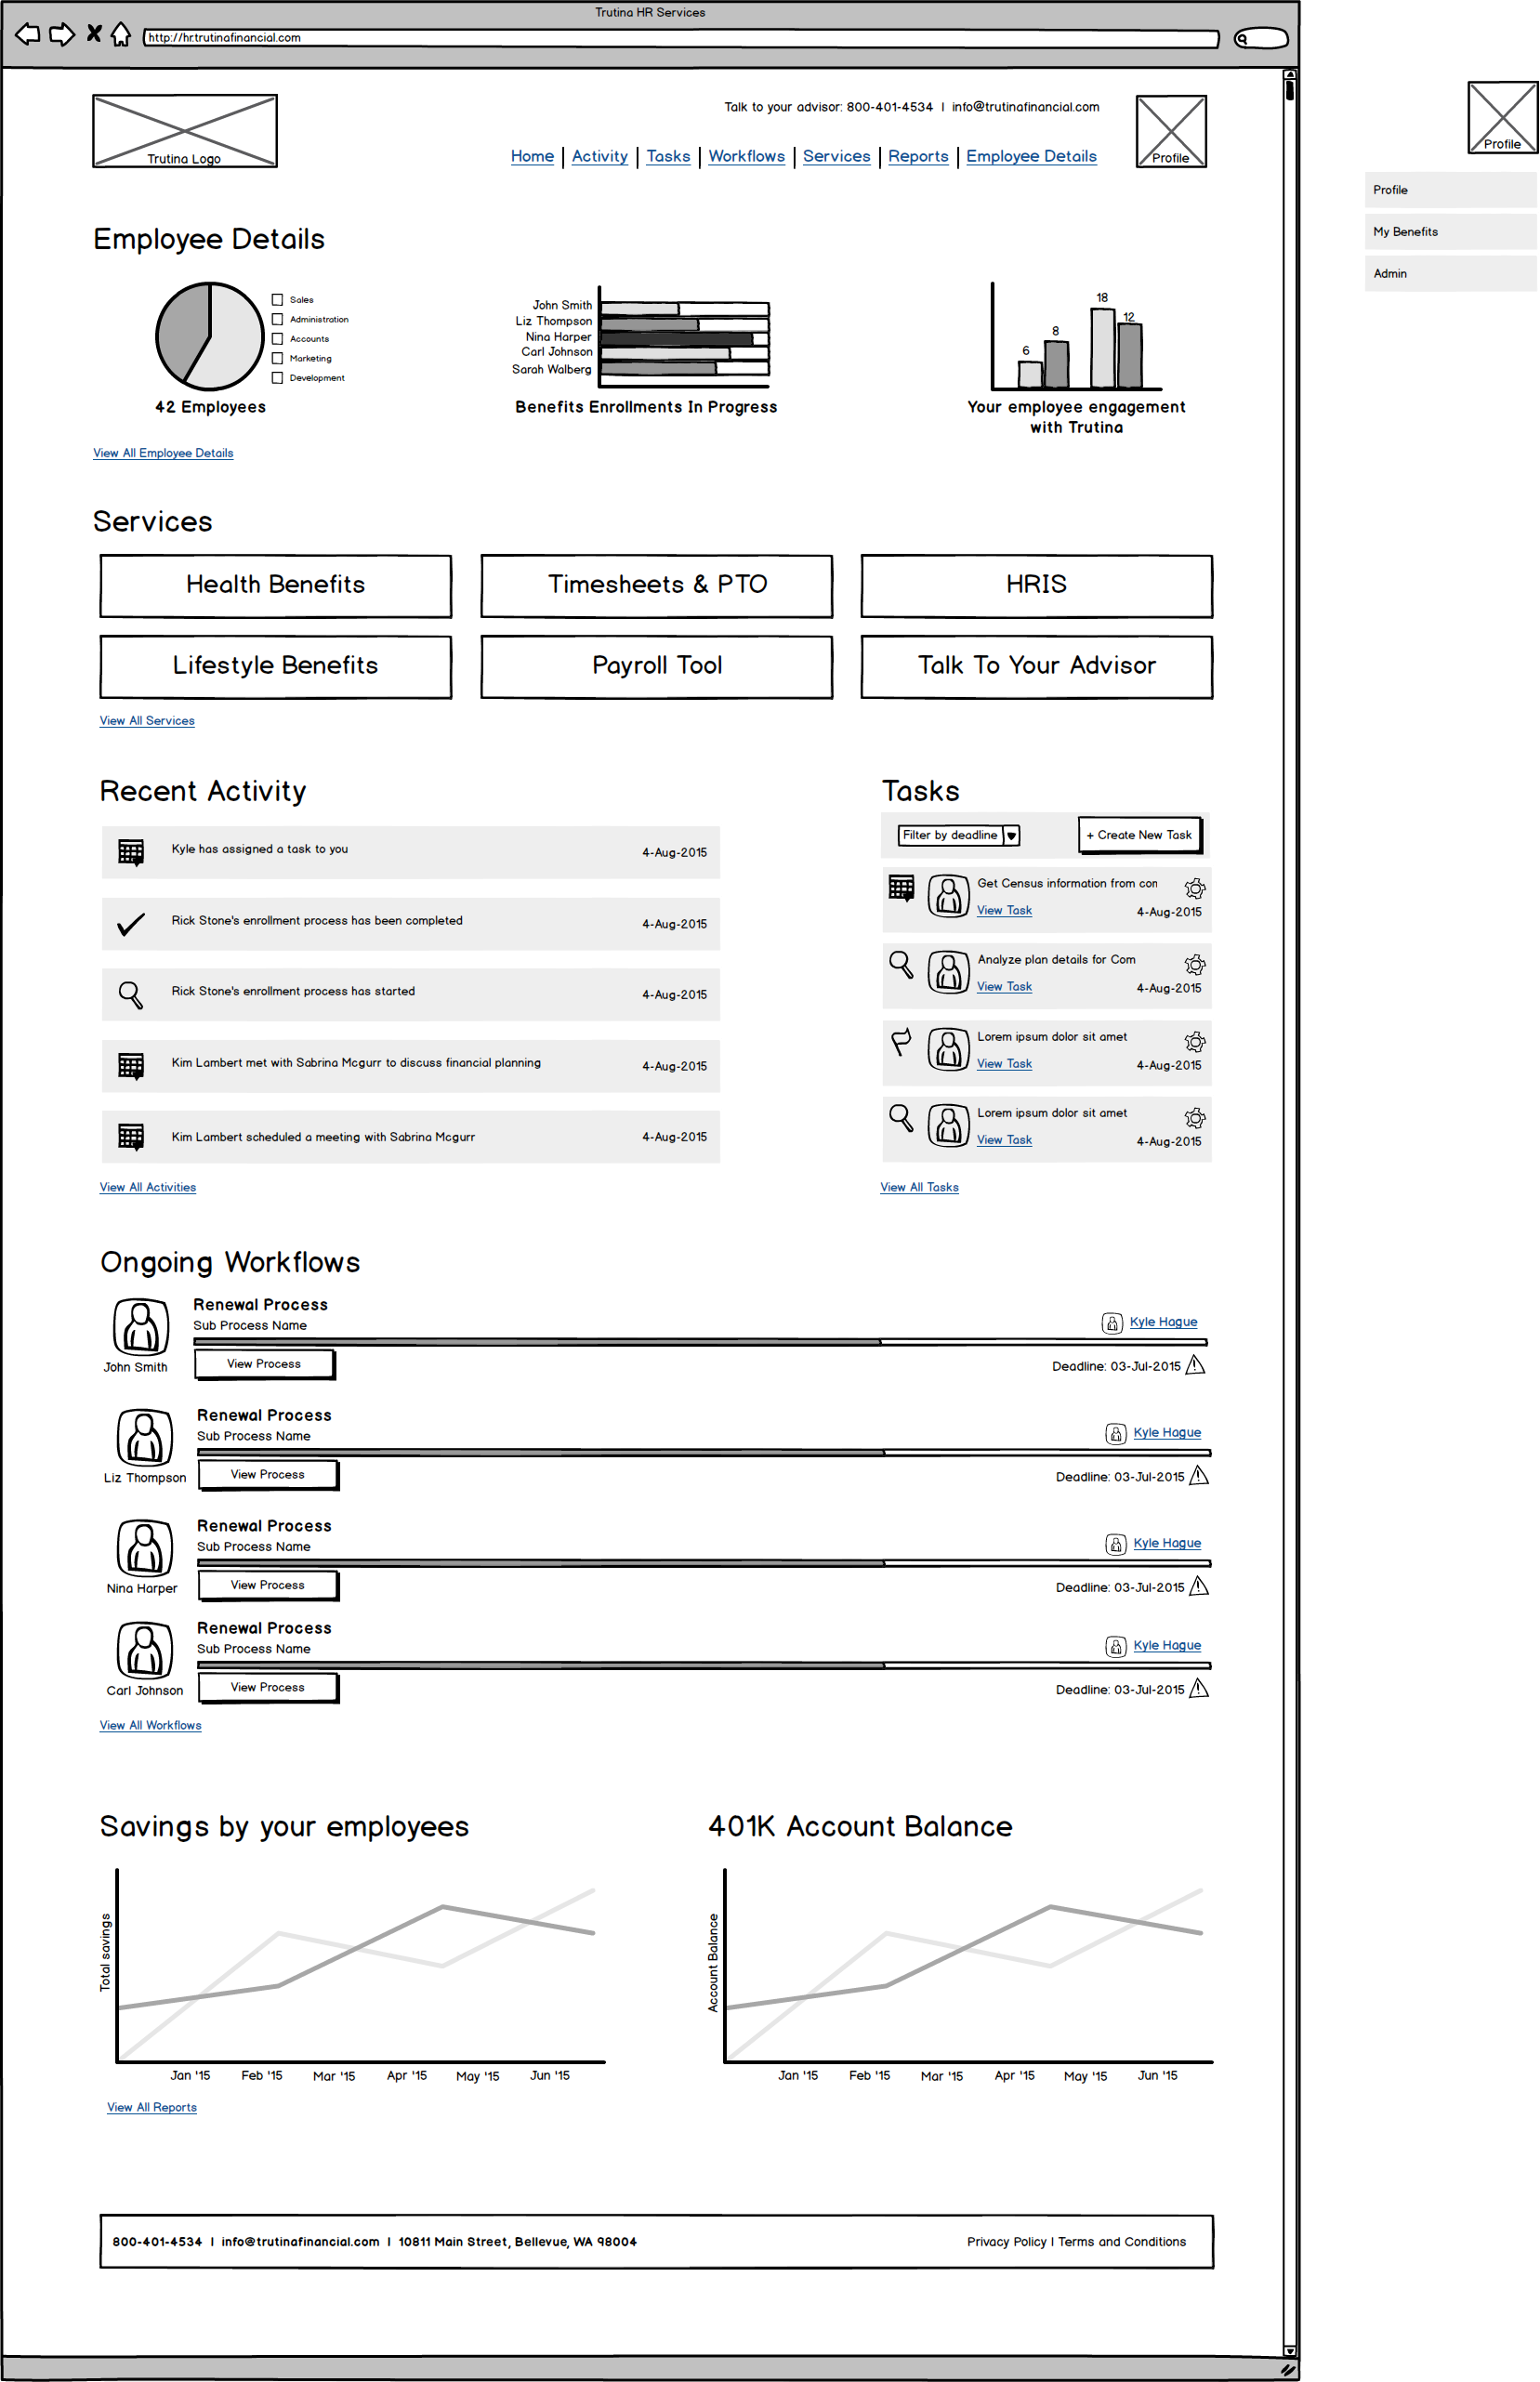 Trutina HR Services
http://hr.trutinafinancial.com
Talk to your advisor: 800-401-4534 | info@trutinafinancial.com
Trutina Logo
Home | Activity | Tasks | Workflows | Services | Reports | Employee Details
Profile
Profile
Profile
My Benefits
Admin
Employee Details
Sales
Administration
Accounts
Marketing
Development
42 Employees
John Smith
Liz Thompson
Nina Harper
Carl Johnson
Sarah Walberg
Benefits Enrollments In Progress
6
8
18
12
Your employee engagement
with Trutina
View All Employee Details
Services
Health Benefits
Timesheets & PTO
HRIS
Lifestyle Benefits
Payroll Tool
Talk To Your Advisor
View All Services
Recent Activity
Kyle has assigned a task to you
4-Aug-2015
Rick Stone's enrollment process has been completed
4-Aug-2015
Rick Stone's enrollment process has started
4-Aug-2015
Kim Lambert met with Sabrina Mcgurr to discuss financial planning
4-Aug-2015
Kim Lambert scheduled a meeting with Sabrina Mcgurr
4-Aug-2015
View All Activities
Tasks
Filter by deadline
+ Create New Task
Get Census information from con
View Task
4-Aug-2015
Analyze plan details for Com
View Task
4-Aug-2015
Lorem ipsum dolor sit amet
View Task
4-Aug-2015
Lorem ipsum dolor sit amet
View Task
4-Aug-2015
View All Tasks
Ongoing Workflows
Renewal Process
Sub Process Name
Kyle Hague
John Smith
View Process
Deadline: 03-Jul-2015
Renewal Process
Sub Process Name
Kyle Hague
Liz Thompson
View Process
Deadline: 03-Jul-2015
Renewal Process
Sub Process Name
Kyle Hague
Nina Harper
View Process
Deadline: 03-Jul-2015
Renewal Process
Sub Process Name
Kyle Hague
Carl Johnson
View Process
Deadline: 03-Jul-2015
View All Workflows
Savings by your employees
Total savings
Jan '15
Feb '15
Mar '15
Apr '15
May '15
Jun '15
View All Reports
401K Account Balance
Account Balance
Jan '15
Feb '15
Mar '15
Apr '15
May '15
Jun '15
800-401-4534 | info@trutinafinancial.com | 10811 Main Street, Bellevue, WA 98004
Privacy Policy | Terms and Conditions